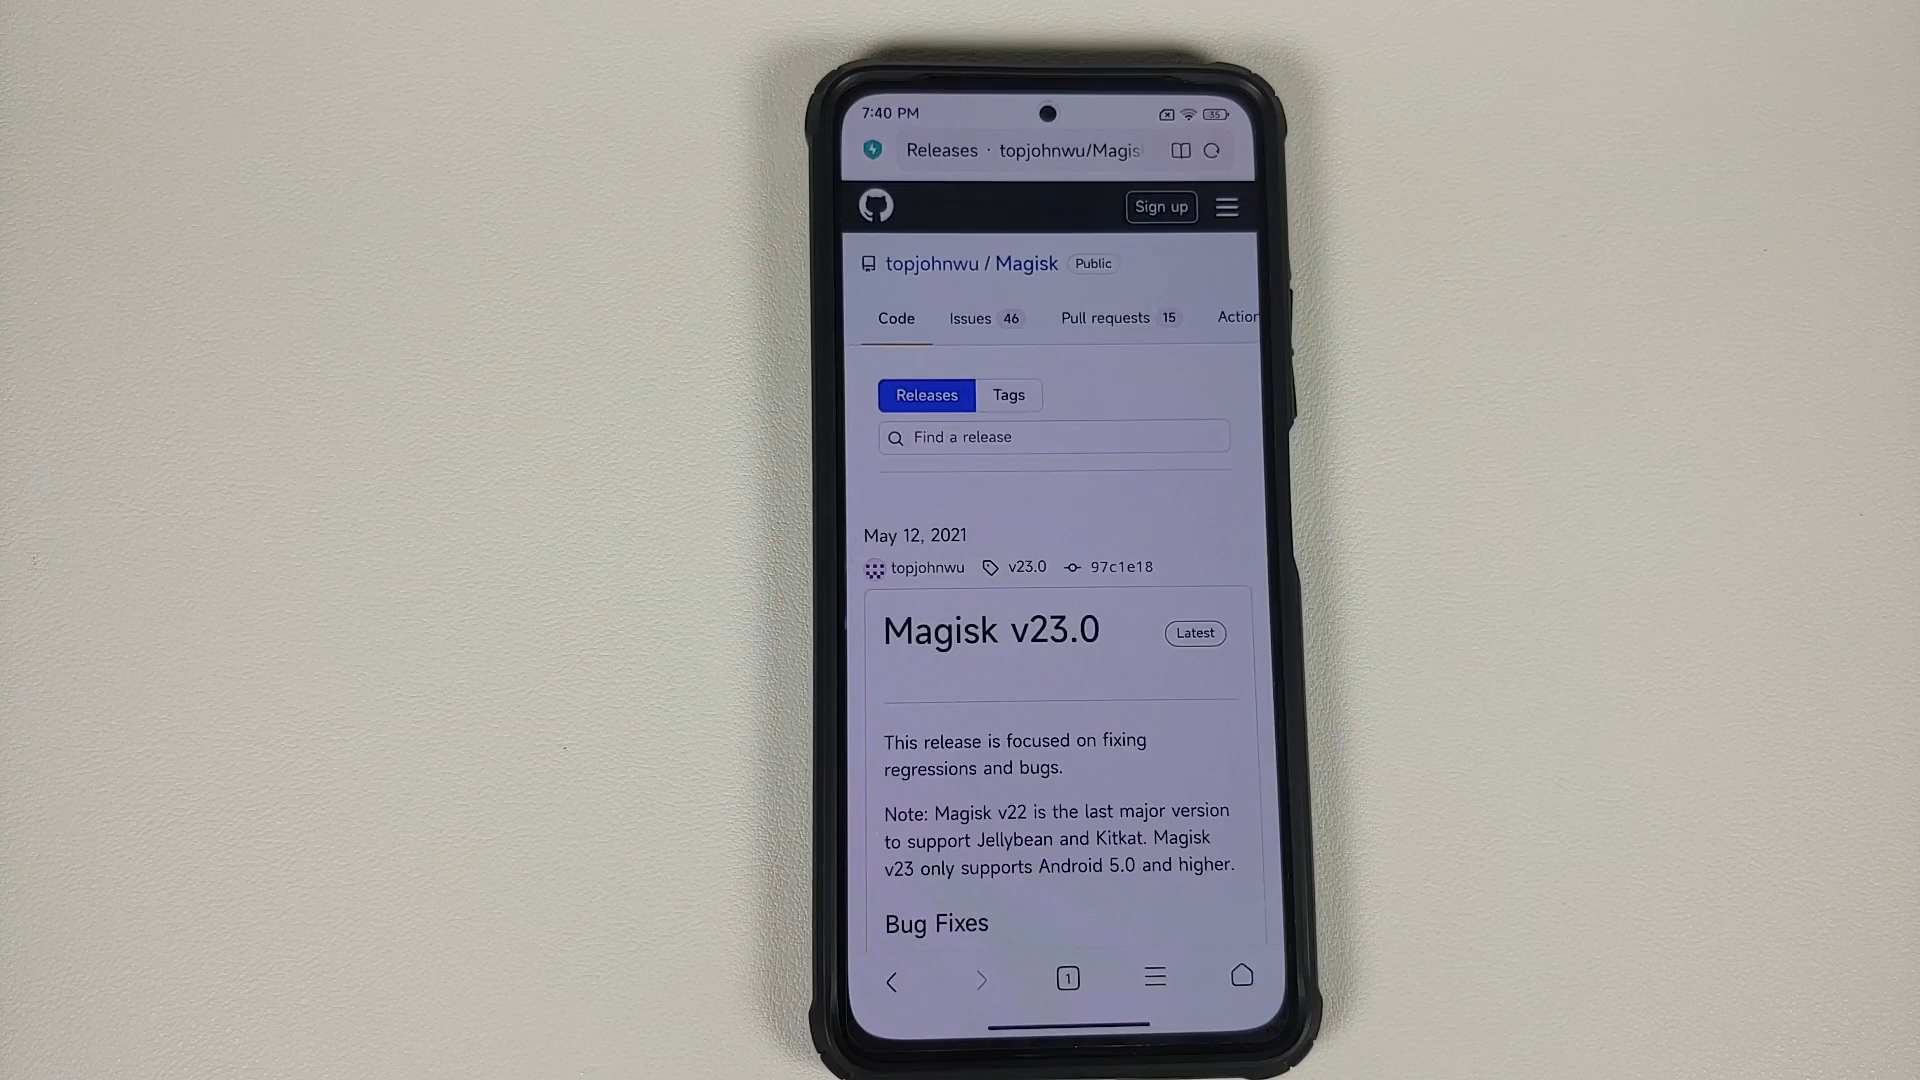 7:40 PM 35
Releases · topjohnwu/Magis
Sign up
topjohnwu / Magisk Public
Code Issues 46 Pull requests 15 Action
Releases Tags
Find a release
May 12, 2021
topjohnwu v23.0 97c1e18
Magisk v23.0 Latest
This release is focused on fixing
regressions and bugs.
Note: Magisk v22 is the last major version
to support Jellybean and Kitkat. Magisk
v23 only supports Android 5.0 and higher.
Bug Fixes
1